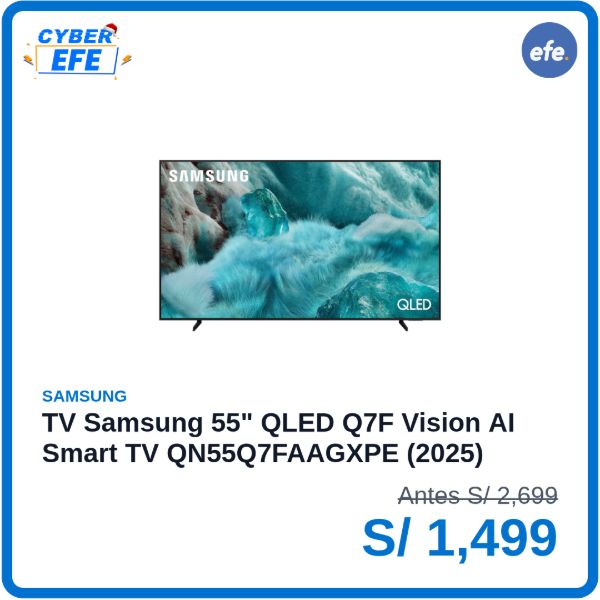 CYBER
EFE
efe.
SAMSUNG
QLED
SAMSUNG
TV Samsung 55" QLED Q7F Vision AI
Smart TV QN55Q7FAAGXPE (2025)
Antes S/ 2,699
S/ 1,499